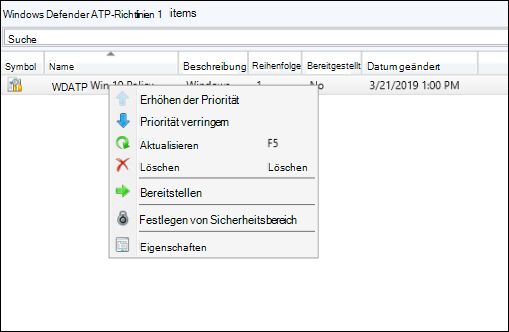 Windows Defender ATP-Richtlinien 1 items
Suche
Symbol Name Beschreibung Reihenfolge Bereitgestellt Datum geändert
WDATP Win 10 Policy Windows 1 No 3/21/2019 1:00 PM
Erhöhen der Priorität
Priorität verringern
Aktualisieren F5
Löschen Löschen
Bereitstellen
Festlegen von Sicherheitsbereich
Eigenschaften